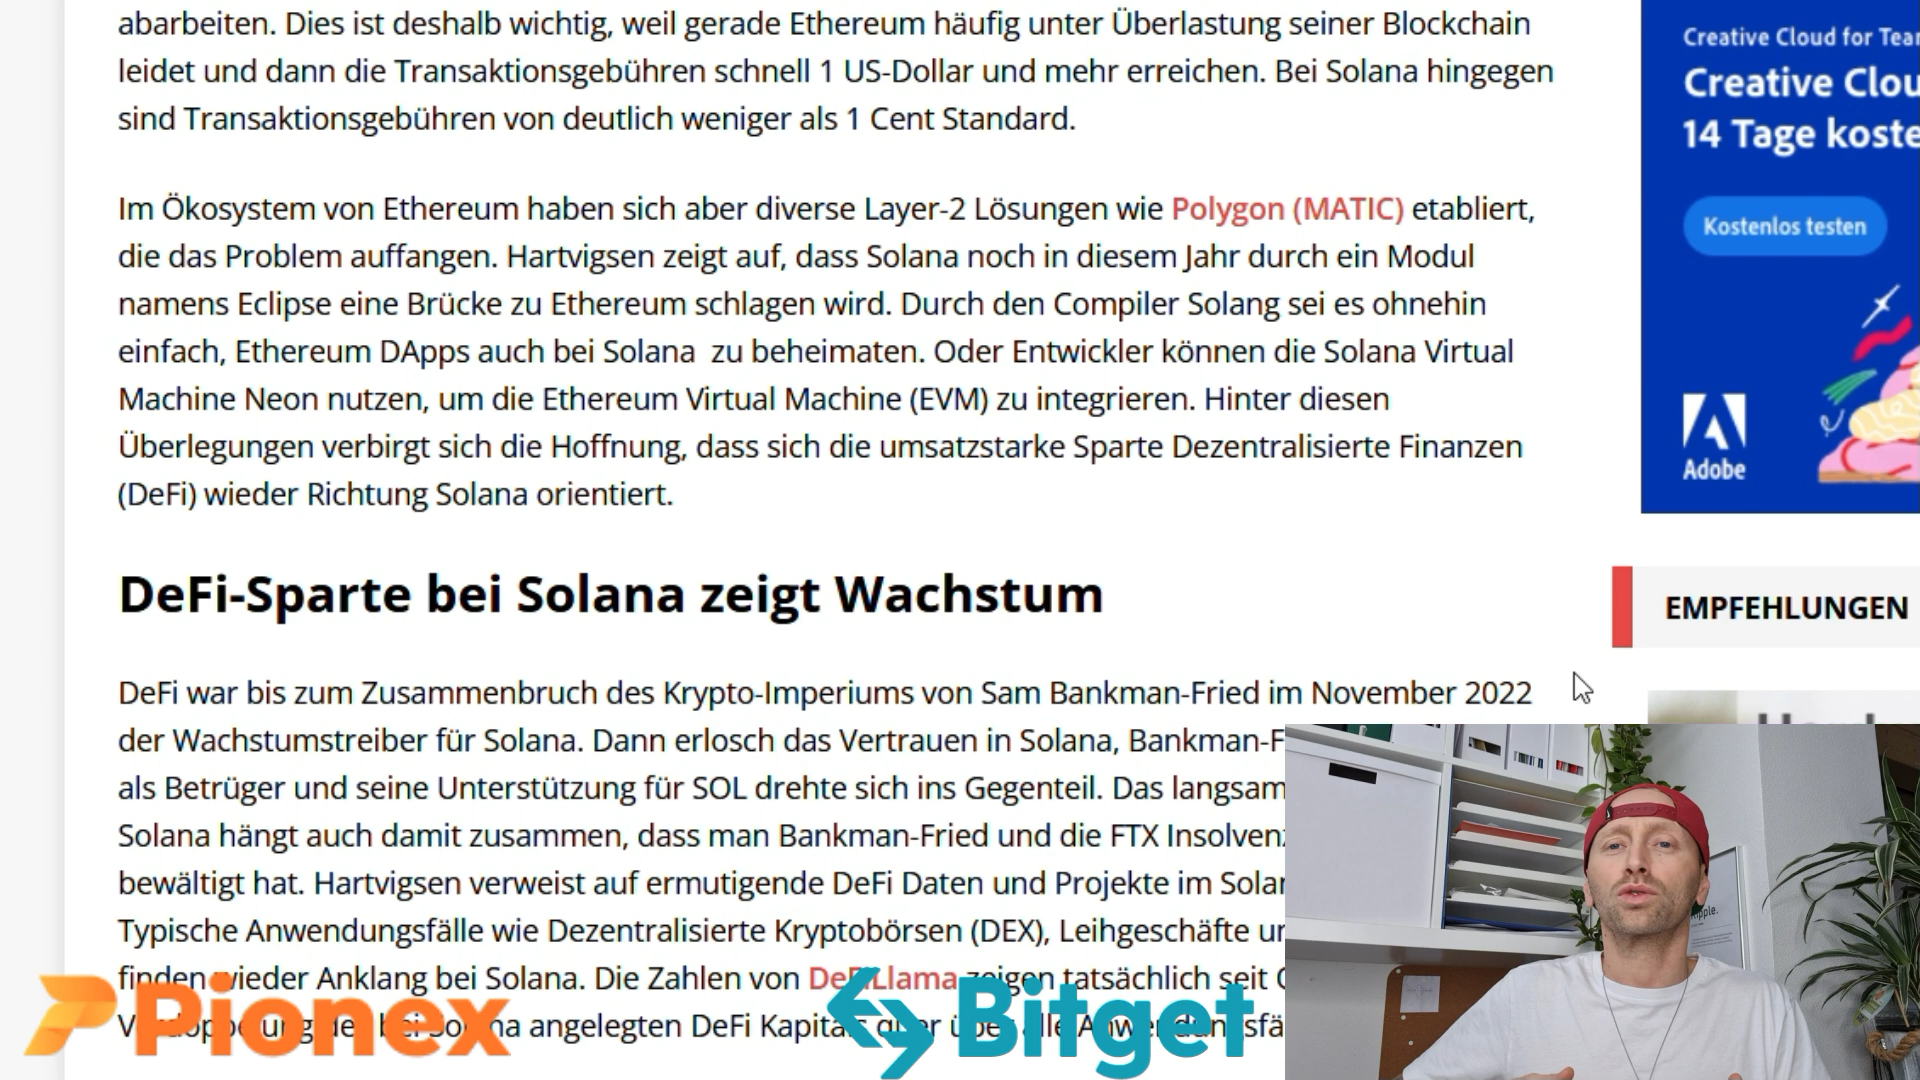 abarbeiten. Dies ist deshalb wichtig, weil gerade Ethereum häufig unter Überlastung seiner Blockchain
leidet und dann die Transaktionsgebühren schnell 1 US-Dollar und mehr erreichen. Bei Solana hingegen
sind Transaktionsgebühren von deutlich weniger als 1 Cent Standard.
Im Ökosystem von Ethereum haben sich aber diverse Layer-2 Lösungen wie Polygon (MATIC) etabliert,
die das Problem auffangen. Hartvigsen zeigt auf, dass Solana noch in diesem Jahr durch ein Modul
namens Eclipse eine Brücke zu Ethereum schlagen wird. Durch den Compiler Solang sei es ohnehin
einfach, Ethereum DApps auch bei Solana zu beheimaten. Oder Entwickler können die Solana Virtual
Machine Neon nutzen, um die Ethereum Virtual Machine (EVM) zu integrieren. Hinter diesen
Überlegungen verbirgt sich die Hoffnung, dass sich die umsatzstarke Sparte Dezentralisierte Finanzen
(DeFi) wieder Richtung Solana orientiert.
DeFi-Sparte bei Solana zeigt Wachstum
DeFi war bis zum Zusammenbruch des Krypto-Imperiums von Sam Bankman-Fried im November 2022
der Wachstumstreiber für Solana. Dann erlosch das Vertrauen in Solana, Bankman-F
als Betrüger und seine Unterstützung für SOL drehte sich ins Gegenteil. Das langsam
Solana hängt auch damit zusammen, dass man Bankman-Fried und die FTX Insolvenz
bewältigt hat. Hartvigsen verweist auf ermutigende DeFi Daten und Projekte im Solan
Typische Anwendungsfälle wie Dezentralisierte Kryptobörsen (DEX), Leihgeschäfte un
finden wieder Anklang bei Solana. Die Zahlen von DeFiLlama zeigen tatsächlich seit
angelegten DeFi
Pionex
Bitget
Creative Cloud for Tear
Creative Clou
14 Tage koste
Kostenlos testen
Adobe
EMPFEHLUNGEN